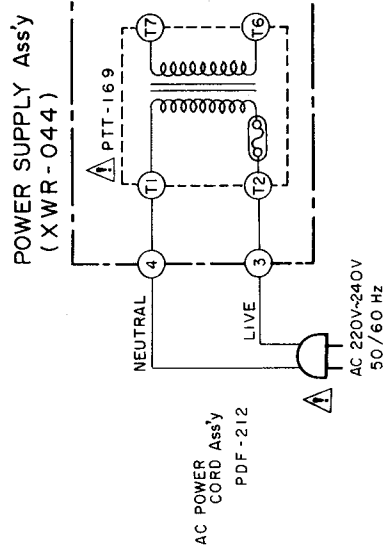 POWER SUPPLY Ass'y
(XWR-044)
PTT-169
T7
T6
T1
T2
4
3
NEUTRAL
LIVE
AC POWER
CORD Ass'y
PDF-212
AC 220V~240V
50/60 Hz